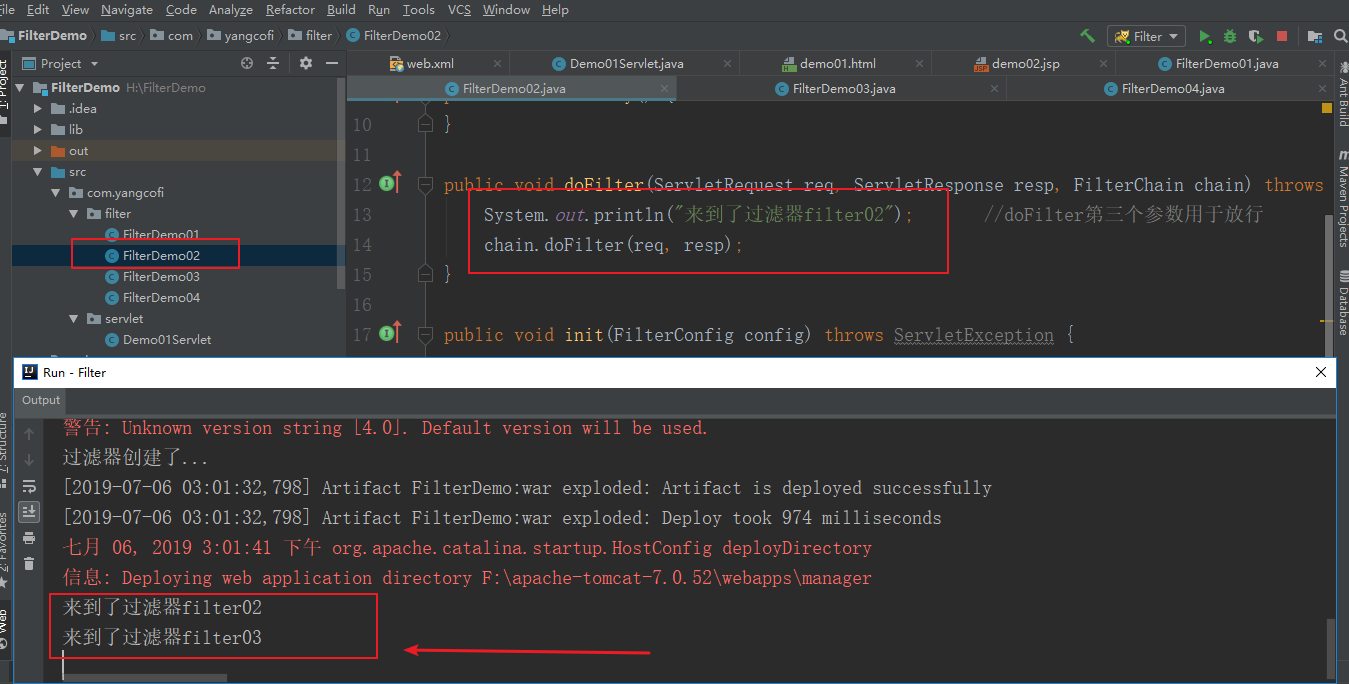 File Edit View Navigate Code Analyze Refactor Build Run Tools VCS Window Help
FilterDemo src com yangcofi filter FilterDemo02 Filter
Project
web.xml Demo01Servlet.java demo01.html demo02.jsp FilterDemo01.java
FilterDemo02.java FilterDemo03.java FilterDemo04.java
1: Project
FilterDemo H:\FilterDemo
.idea
lib
out
src
com.yangcofi
filter
FilterDemo01
FilterDemo02
FilterDemo03
FilterDemo04
servlet
Demo01Servlet
10 }
11
12 public void doFilter(ServletRequest req, ServletResponse resp, FilterChain chain) throws
13 System.out.println("来到了过滤器filter02"); //doFilter第三个参数用于放行
14 chain.doFilter(req, resp);
15 }
16
17 public void init(FilterConfig config) throws ServletException {
Ant Build
Maven Projects
Database
Run - Filter
Output
警告: Unknown version string [4.0]. Default version will be used.
过滤器创建了...
[2019-07-06 03:01:32,798] Artifact FilterDemo:war exploded: Artifact is deployed successfully
[2019-07-06 03:01:32,798] Artifact FilterDemo:war exploded: Deploy took 974 milliseconds
七月 06, 2019 3:01:41 下午 org.apache.catalina.startup.HostConfig deployDirectory
信息: Deploying web application directory F:\apache-tomcat-7.0.52\webapps\manager
来到了过滤器filter02
来到了过滤器filter03
7: Structure
2: Favorites
Web